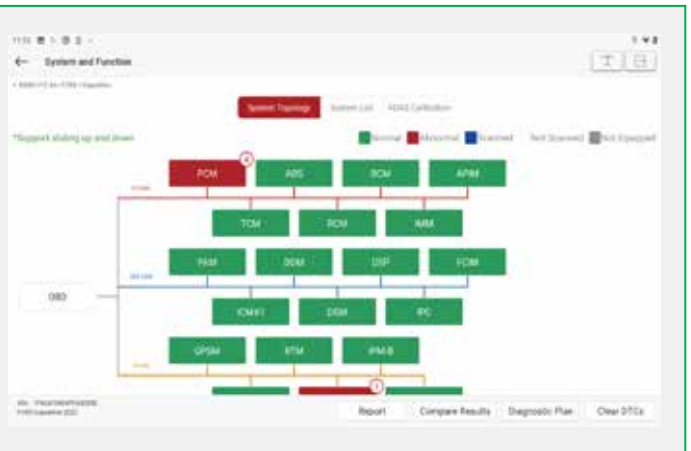 System and Function
System Topology System List ADAS Calibration
*Support sliding up and down
Normal Abnormal Scanned Not Scanned Not Equipped
PCM ABS BCM APIM
TCM RCM
PAM DDM DSP FCIM
OBD
DSM IPC
GPSM RTM IPM-B
Report Compare Results Diagnostic Plan Clear DTCs